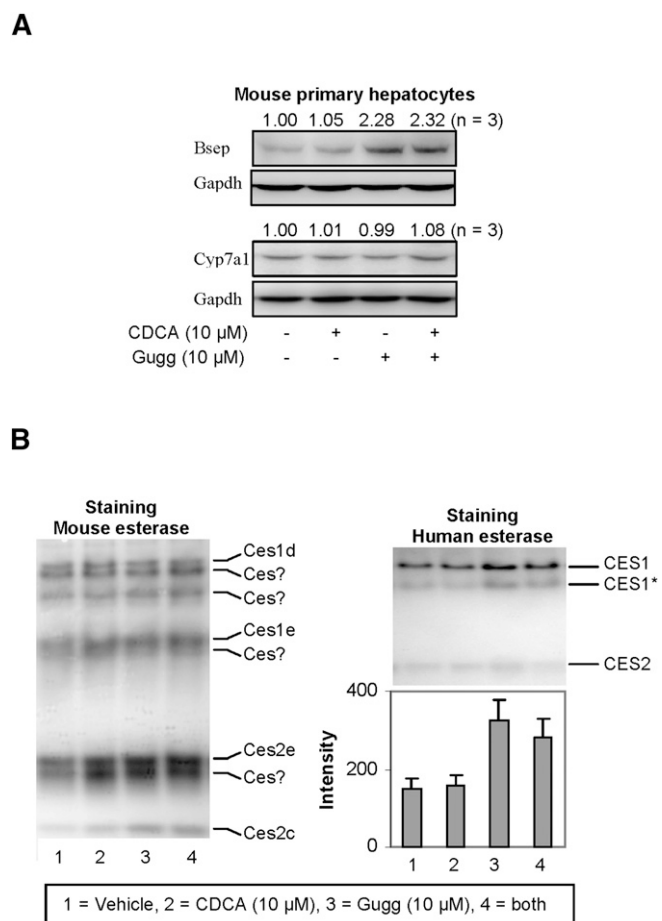 A
Mouse primary hepatocytes
1.00 1.05 2.28 2.32 (n = 3)
Bsep
Gapdh
1.00 1.01 0.99 1.08 (n = 3)
Cyp7a1
Gapdh
CDCA (10 µM) - + - +
Gugg (10 µM) - - + +
B
Staining
Mouse esterase
Ces1d
Ces?
Ces?
Ces1e
Ces?
Ces2e
Ces?
Ces2c
1 2 3 4
Staining
Human esterase
CES1
CES1*
CES2
Intensity
400
200
0
1 2 3 4
1 = Vehicle, 2 = CDCA (10 µM), 3 = Gugg (10 µM), 4 = both